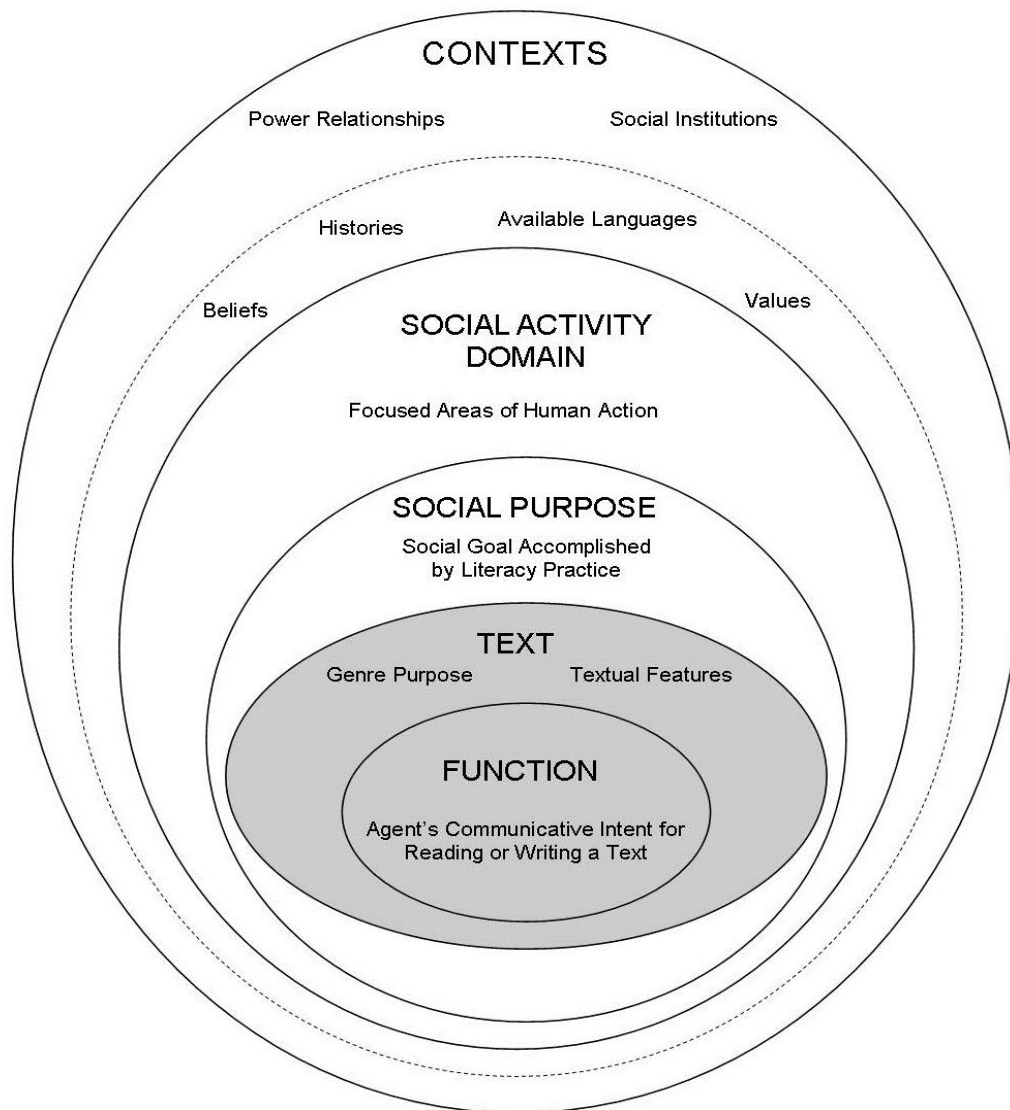 CONTEXTS
Power Relationships
Social Institutions
Histories
Available Languages
Beliefs
Values
SOCIAL ACTIVITY
DOMAIN
Focused Areas of Human Action
SOCIAL PURPOSE
Social Goal Accomplished
by Literacy Practice
TEXT
Genre Purpose
Textual Features
FUNCTION
Agent's Communicative Intent for
Reading or Writing a Text